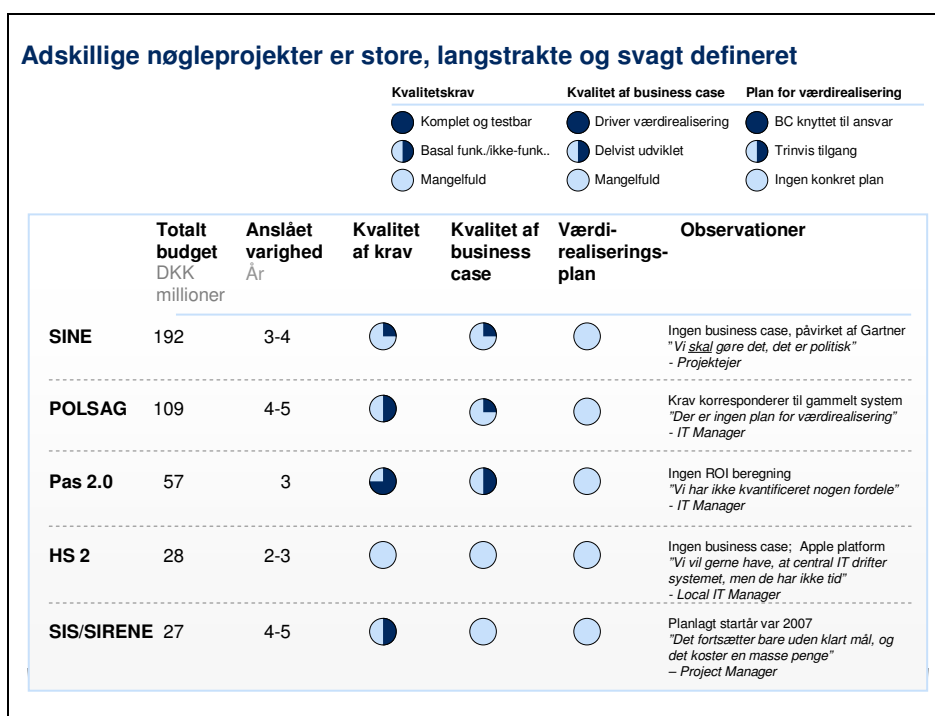 Adskillige nøgleprojekter er store, langstrakte og svagt defineret
Kvalitetskrav
Komplet og testbar
Basal funk./ikke-funk..
Mangelfuld
Kvalitet af business case
Driver værdirealisering
Delvist udviklet
Mangelfuld
Plan for værdirealisering
BC knyttet til ansvar
Trinvis tilgang
Ingen konkret plan
Totalt
budget
DKK
millioner
Anslået
varighed
År
Kvalitet
af krav
Kvalitet af
business
case
Værdi-
realiserings-
plan
Observationer
SINE 192 3-4
Ingen business case, påvirket af Gartner
"Vi skal gøre det, det er politisk"
- Projektejer
POLSAG 109 4-5
Krav korresponderer til gammelt system
"Der er ingen plan for værdirealisering"
- IT Manager
Pas 2.0 57 3
Ingen ROI beregning
"Vi har ikke kvantificeret nogen fordele"
- IT Manager
HS 2 28 2-3
Ingen business case; Apple platform
"Vi vil gerne have, at central IT drifter
systemet, men de har ikke tid"
- Local IT Manager
SIS/SIRENE 27 4-5
Planlagt startår var 2007
"Det fortsætter bare uden klart mål, og
det koster en masse penge"
– Project Manager